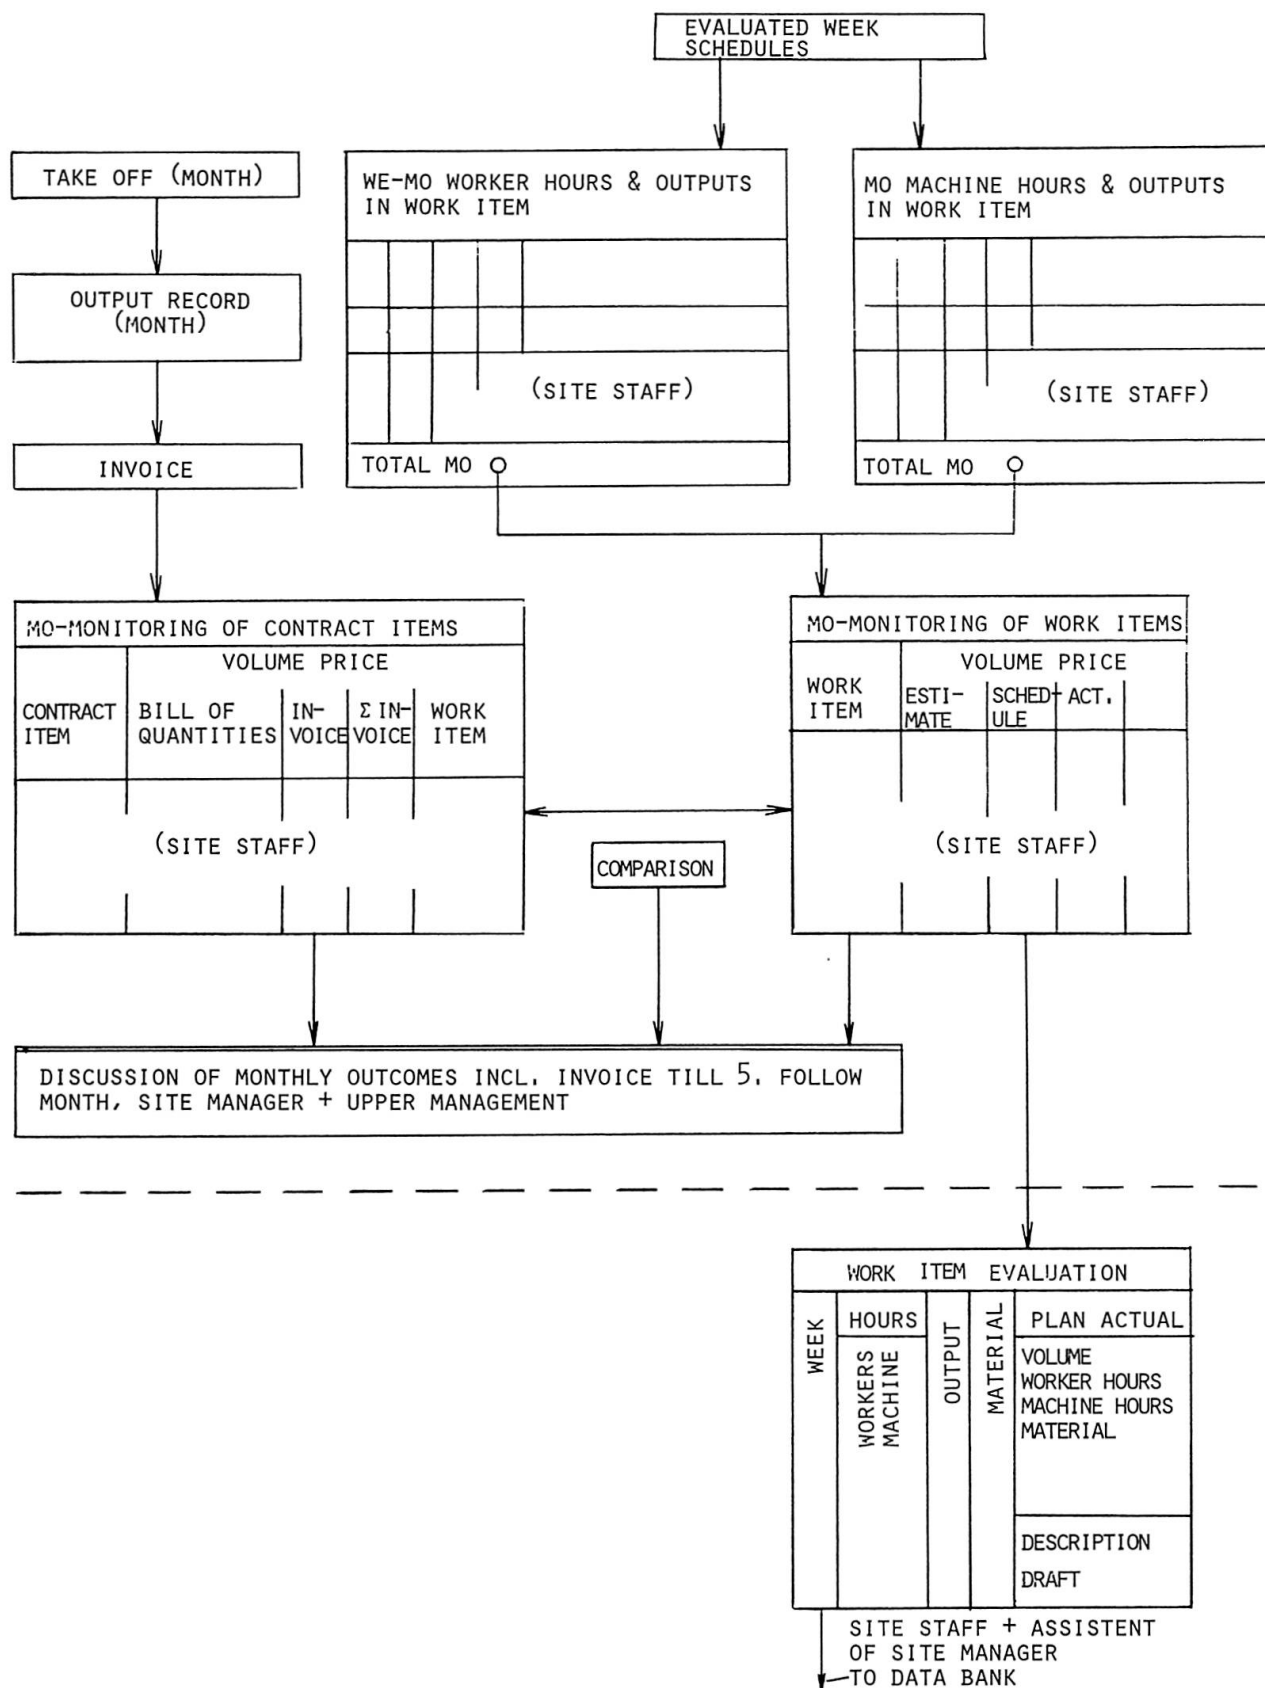 EVALUATED WEEK
SCHEDULES
TAKE OFF (MONTH)
OUTPUT RECORD
(MONTH)
INVOICE
WE-MO WORKER HOURS & OUTPUTS
IN WORK ITEM
(SITE STAFF)
TOTAL MO
MO MACHINE HOURS & OUTPUTS
IN WORK ITEM
(SITE STAFF)
TOTAL MO
MO-MONITORING OF CONTRACT ITEMS
VOLUME PRICE
CONTRACT
ITEM
BILL OF
QUANTITIES
IN-
VOICE
Σ IN-
VOICE
WORK
ITEM
(SITE STAFF)
MO-MONITORING OF WORK ITEMS
VOLUME PRICE
WORK
ITEM
ESTI-
MATE
SCHED-
ULE
ACT.
(SITE STAFF)
COMPARISON
DISCUSSION OF MONTHLY OUTCOMES INCL. INVOICE TILL 5. FOLLOW
MONTH, SITE MANAGER + UPPER MANAGEMENT
WORK ITEM EVALUATION
WEEK
HOURS
WORKERS
MACHINE
OUTPUT
MATERIAL
PLAN ACTUAL
VOLUME
WORKER HOURS
MACHINE HOURS
MATERIAL
DESCRIPTION
DRAFT
SITE STAFF + ASSISTENT
OF SITE MANAGER
TO DATA BANK